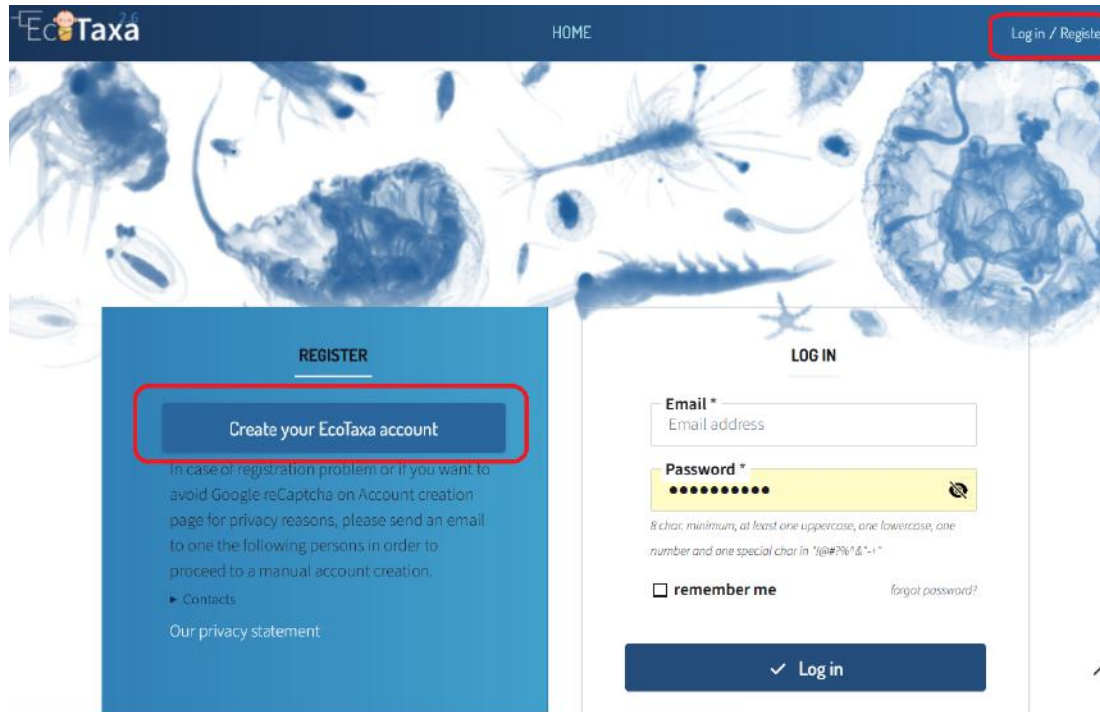 EcoTaxa 2.6
HOME
Log in / Registe
REGISTER
Create your EcoTaxa account
In case of registration problem or if you want to
avoid Google reCaptcha on Account creation
page for privacy reasons, please send an email
to one the following persons in order to
proceed to a manual account creation.
► Contacts
Our privacy statement
LOG IN
Email *
Email address
Password *
••••••••••
8 char. minimum, at least one uppercase, one lowercase, one
number and one special char in "!@#?%^&*-+"
remember me
forgot password?
Log in